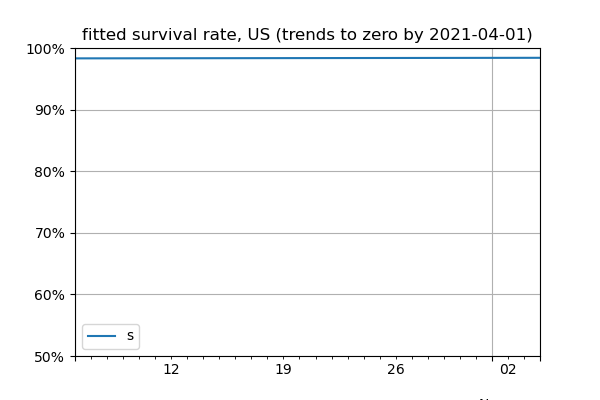 fitted survival rate, US (trends to zero by 2021-04-01)
100%
90%
80%
70%
60%
50%
s
12 19 26 02